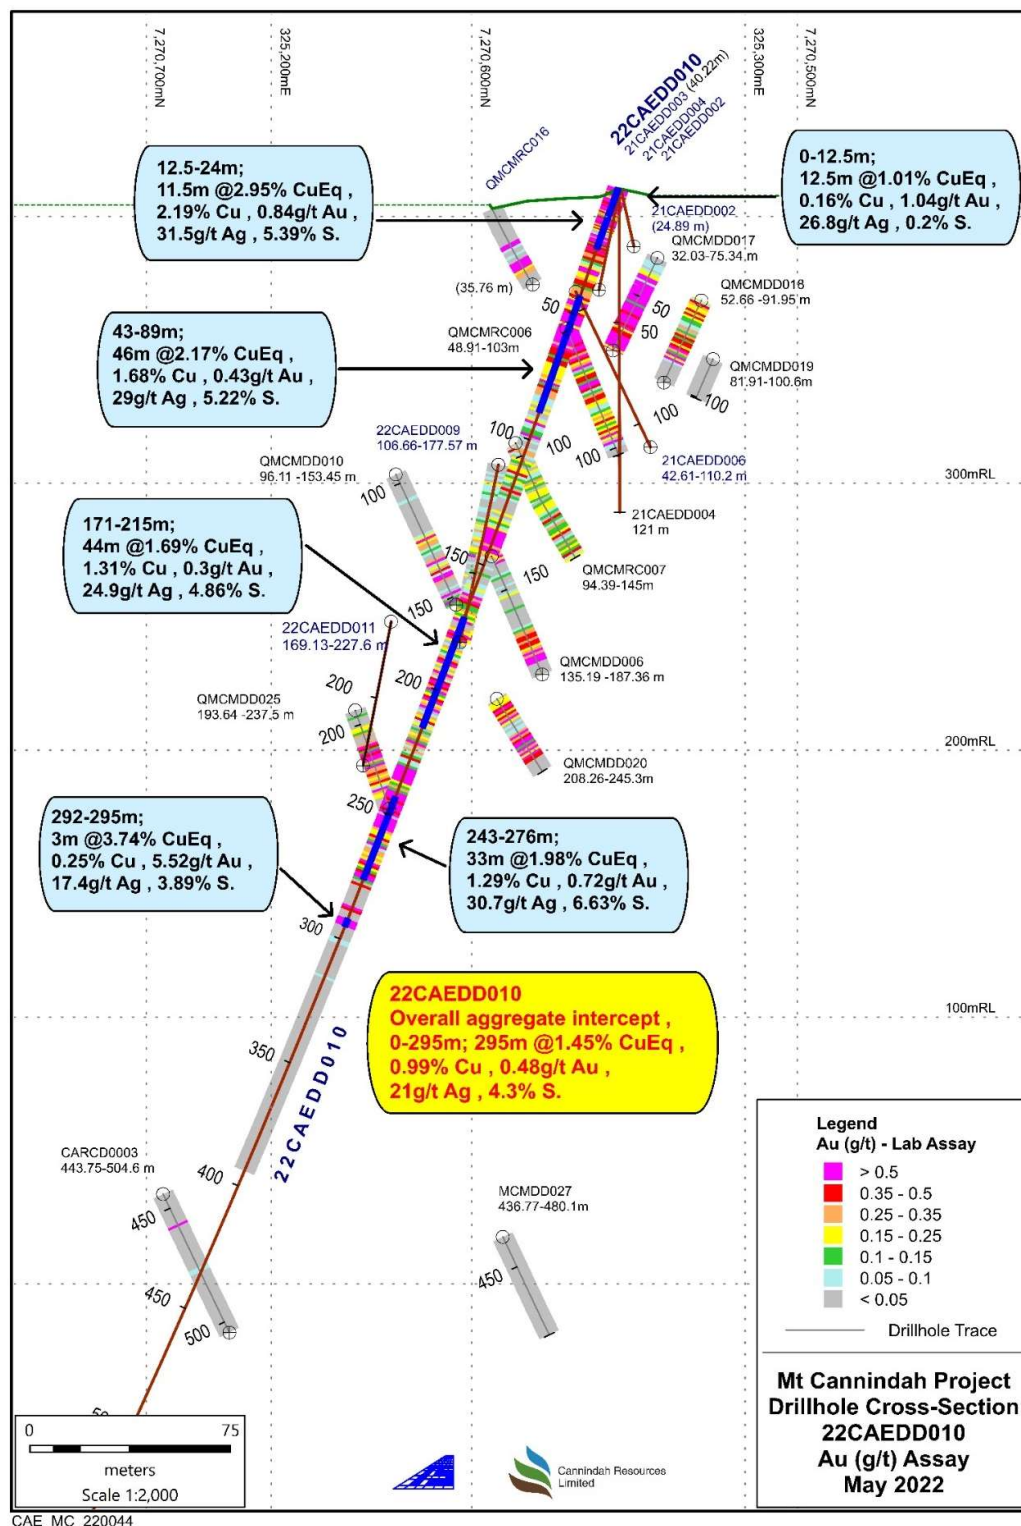 7,270,700mN
325,200mE
7,270,600mN
325,300mE
7,270,500mN
22CAEDD010
21CAEDD003 (40.22m)
21CAEDD004
21CAEDD002
QMCMRC016
12.5-24m;
11.5m @2.95% CuEq ,
2.19% Cu , 0.84g/t Au ,
31.5g/t Ag , 5.39% S.
0-12.5m;
12.5m @1.01% CuEq ,
0.16% Cu , 1.04g/t Au ,
26.8g/t Ag , 0.2% S.
21CAEDD002
(24.89 m)
QMCMDD017
32.03-75.34 m
QMCMDD018
52.66 -91.95 m
(35.76 m)
50
50
50
43-89m;
46m @2.17% CuEq ,
1.68% Cu , 0.43g/t Au ,
29g/t Ag , 5.22% S.
QMCMRC006
48.91-103m
QMCMDD019
81.91-100.6m
100
100
100
100
100
22CAEDD009
106.66-177.57 m
21CAEDD006
42.61-110.2 m
QMCMDD010
96.11 -153.45 m
100
300mRL
21CAEDD004
121 m
171-215m;
44m @1.69% CuEq ,
1.31% Cu , 0.3g/t Au ,
24.9g/t Ag , 4.86% S.
150
150
150
QMCMRC007
94.39-145m
22CAEDD011
169.13-227.6 m
QMCMDD006
135.19 -187.36 m
200
200
200
QMCMDD025
193.64 -237.5 m
200mRL
QMCMDD020
208.26-245.3m
250
292-295m;
3m @3.74% CuEq ,
0.25% Cu , 5.52g/t Au ,
17.4g/t Ag , 3.89% S.
243-276m;
33m @1.98% CuEq ,
1.29% Cu , 0.72g/t Au ,
30.7g/t Ag , 6.63% S.
300
22CAEDD010
Overall aggregate intercept ,
0-295m; 295m @1.45% CuEq ,
0.99% Cu , 0.48g/t Au ,
21g/t Ag , 4.3% S.
100mRL
350
22CAEDD010
CARCD0003
443.75-504.6 m
400
450
450
500
MCMDD027
436.77-480.1m
450
Legend
Au (g/t) - Lab Assay
> 0.5
0.35 - 0.5
0.25 - 0.35
0.15 - 0.25
0.1 - 0.15
0.05 - 0.1
< 0.05
Drillhole Trace
Mt Cannindah Project
Drillhole Cross-Section
22CAEDD010
Au (g/t) Assay
May 2022
0 75
meters
Scale 1:2,000
Cannindah Resources
Limited
CAE_MC_220044